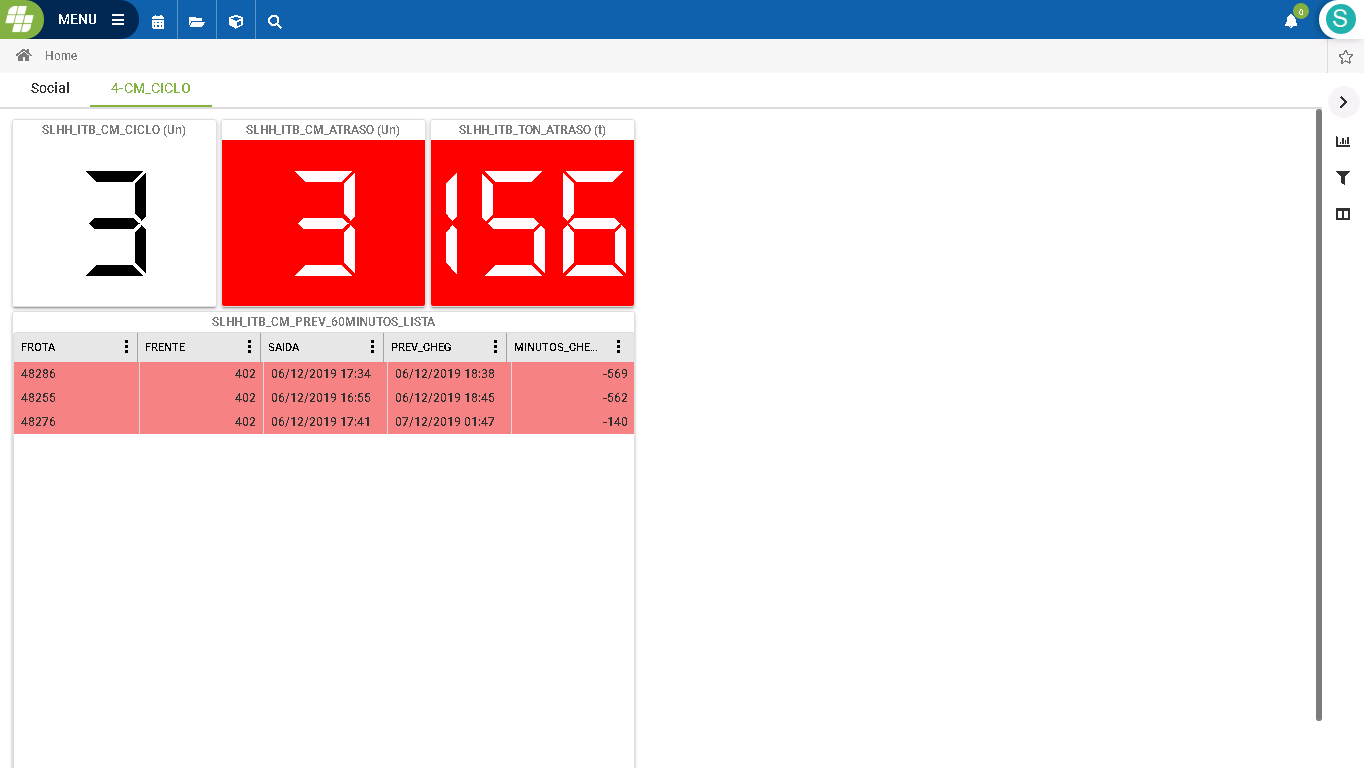 MENU
0
S
Home
Social 4-CM_CICLO
SLHH_ITB_CM_CICLO (Un) SLHH_ITB_CM_ATRASO (Un) SLHH_ITB_TON_ATRASO (t)
3 3 156
SLHH_ITB_CM_PREV_60MINUTOS_LISTA
FROTA FRENTE SAIDA PREV_CHEG MINUTOS_CHE...
48286 402 06/12/2019 17:34 06/12/2019 18:38 -569
48255 402 06/12/2019 16:55 06/12/2019 18:45 -562
48276 402 06/12/2019 17:41 07/12/2019 01:47 -140